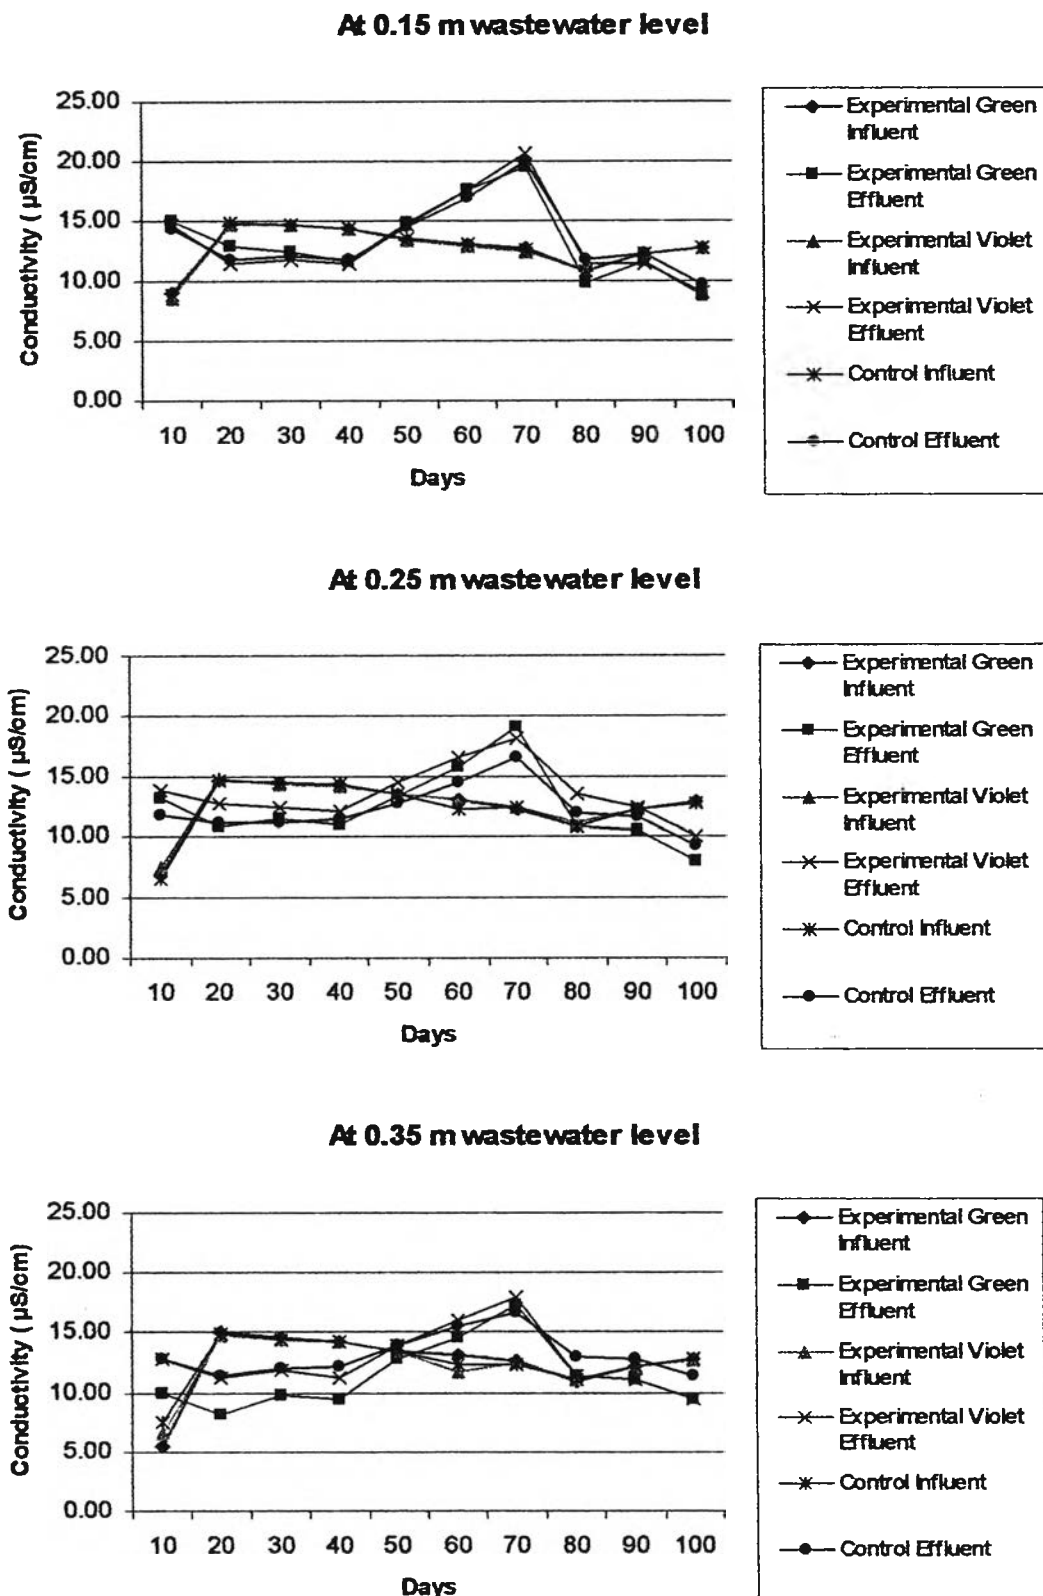 At 0.15 m wastewater level
25.00
20.00
15.00
10.00
5.00
0.00
Conductivity ( µS/cm)
10 20 30 40 50 60 70 80 90 100
Days
Experimental Green
Influent
Experimental Green
Effluent
Experimental Violet
Influent
Experimental Violet
Effluent
Control Influent
Control Effluent
At 0.25 m wastewater level
25.00
20.00
15.00
10.00
5.00
0.00
Conductivity ( µS/cm)
10 20 30 40 50 60 70 80 90 100
Days
Experimental Green
Influent
Experimental Green
Effluent
Experimental Violet
Influent
Experimental Violet
Effluent
Control Influent
Control Effluent
At 0.35 m wastewater level
25.00
20.00
15.00
10.00
5.00
0.00
Conductivity ( µS/cm)
10 20 30 40 50 60 70 80 90 100
Days
Experimental Green
Influent
Experimental Green
Effluent
Experimental Violet
Influent
Experimental Violet
Effluent
Control Influent
Control Effluent